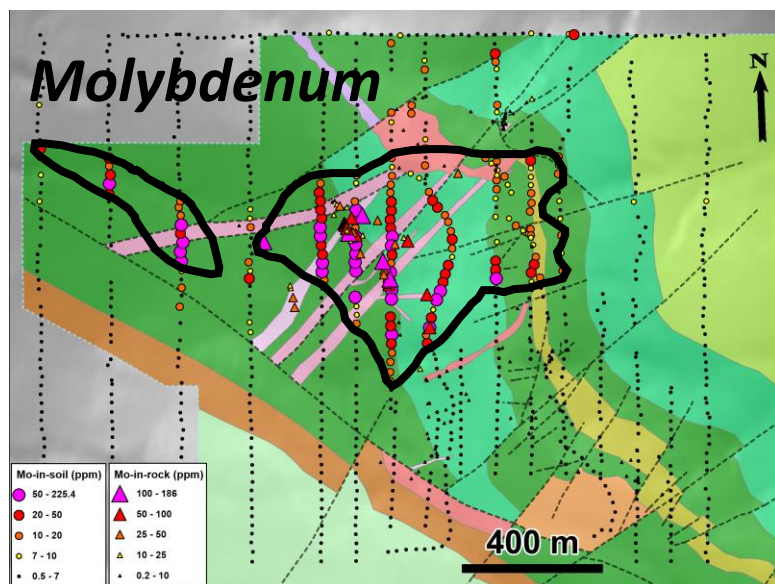 Molybdenum
N
Mo-in-soil (ppm)
50 - 225.4
20 - 50
10 - 20
7 - 10
0.5 - 7
Mo-in-rock (ppm)
100 - 186
50 - 100
25 - 50
10 - 25
0.2 - 10
400 m